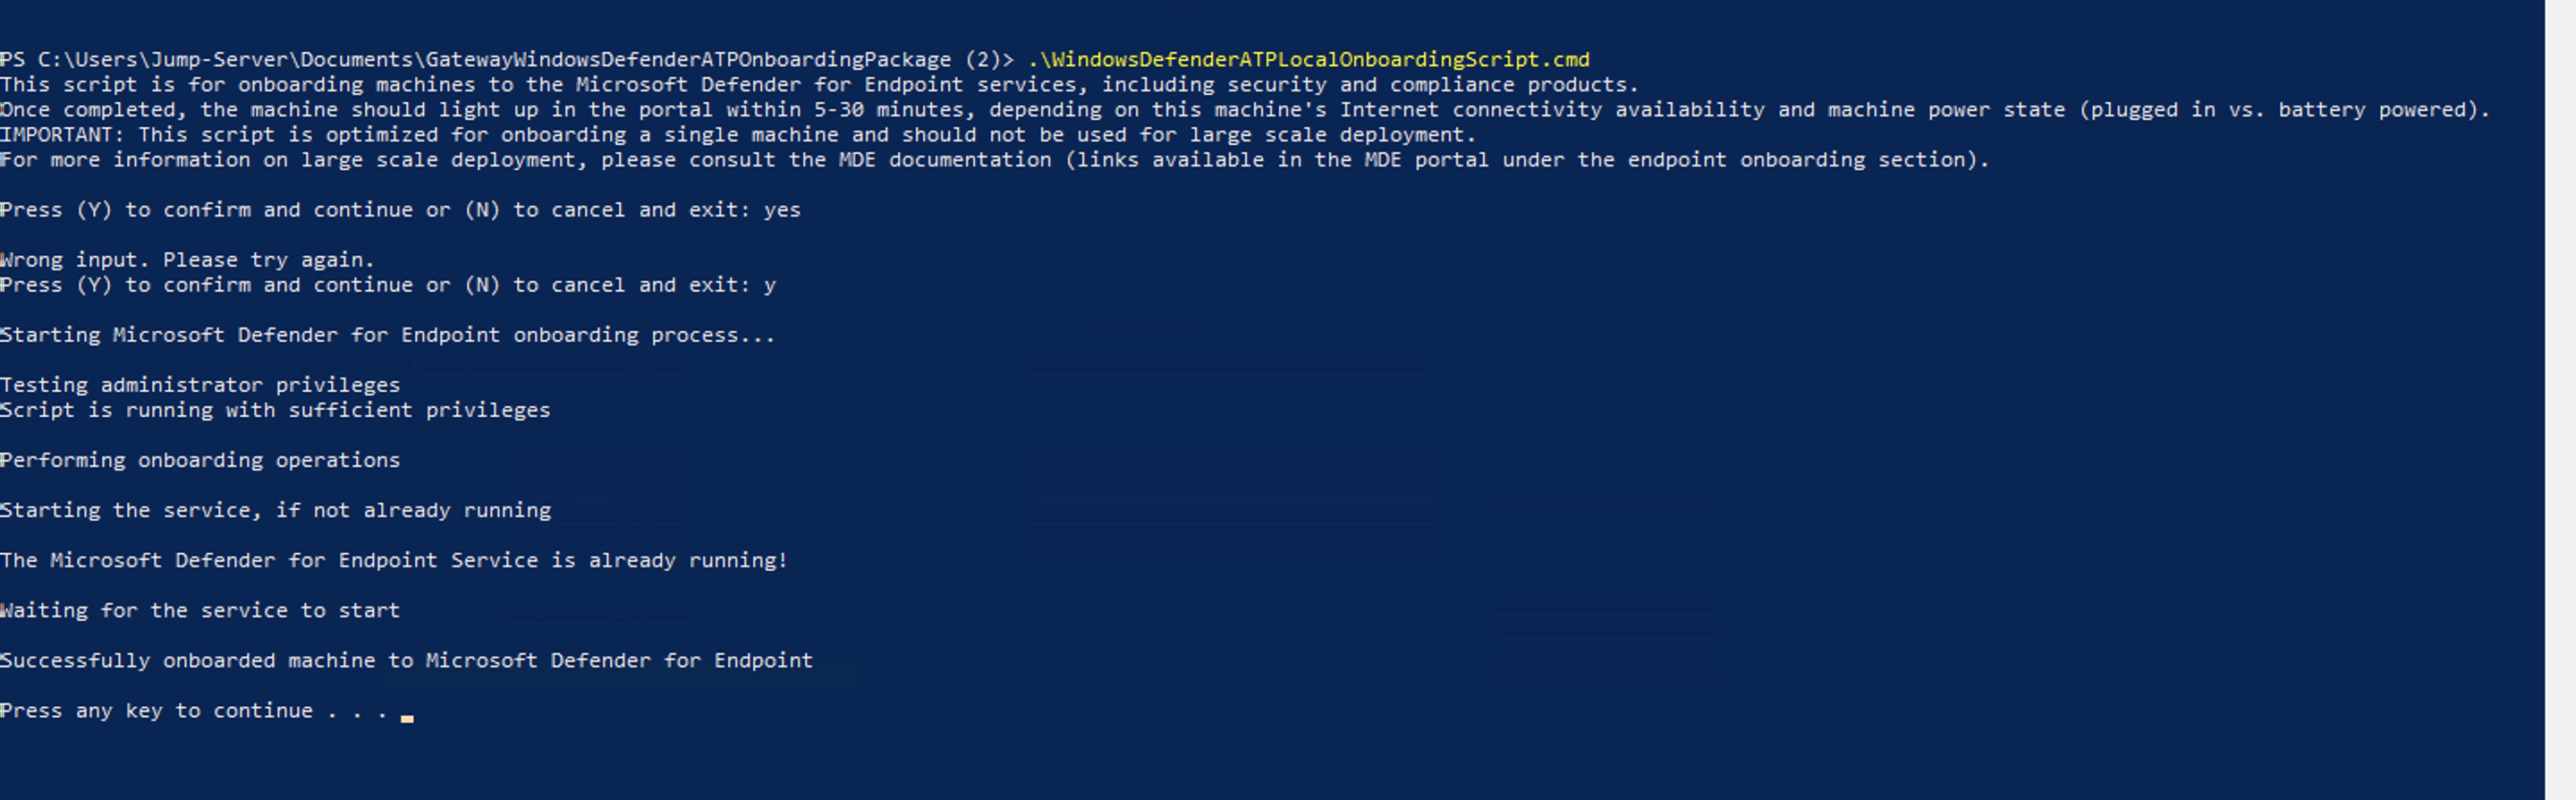 PS C:\Users\Jump-Server\Documents\GatewayWindowsDefenderATPOnboardingPackage (2)> .\WindowsDefenderATPLocalOnboardingScript.cmd
This script is for onboarding machines to the Microsoft Defender for Endpoint services, including security and compliance products.
Once completed, the machine should light up in the portal within 5-30 minutes, depending on this machine's Internet connectivity availability and machine power state (plugged in vs. battery powered).
IMPORTANT: This script is optimized for onboarding a single machine and should not be used for large scale deployment.
For more information on large scale deployment, please consult the MDE documentation (links available in the MDE portal under the endpoint onboarding section).
Press (Y) to confirm and continue or (N) to cancel and exit: yes
Wrong input. Please try again.
Press (Y) to confirm and continue or (N) to cancel and exit: y
Starting Microsoft Defender for Endpoint onboarding process...
Testing administrator privileges
Script is running with sufficient privileges
Performing onboarding operations
Starting the service, if not already running
The Microsoft Defender for Endpoint Service is already running!
Waiting for the service to start
Successfully onboarded machine to Microsoft Defender for Endpoint
Press any key to continue . . .